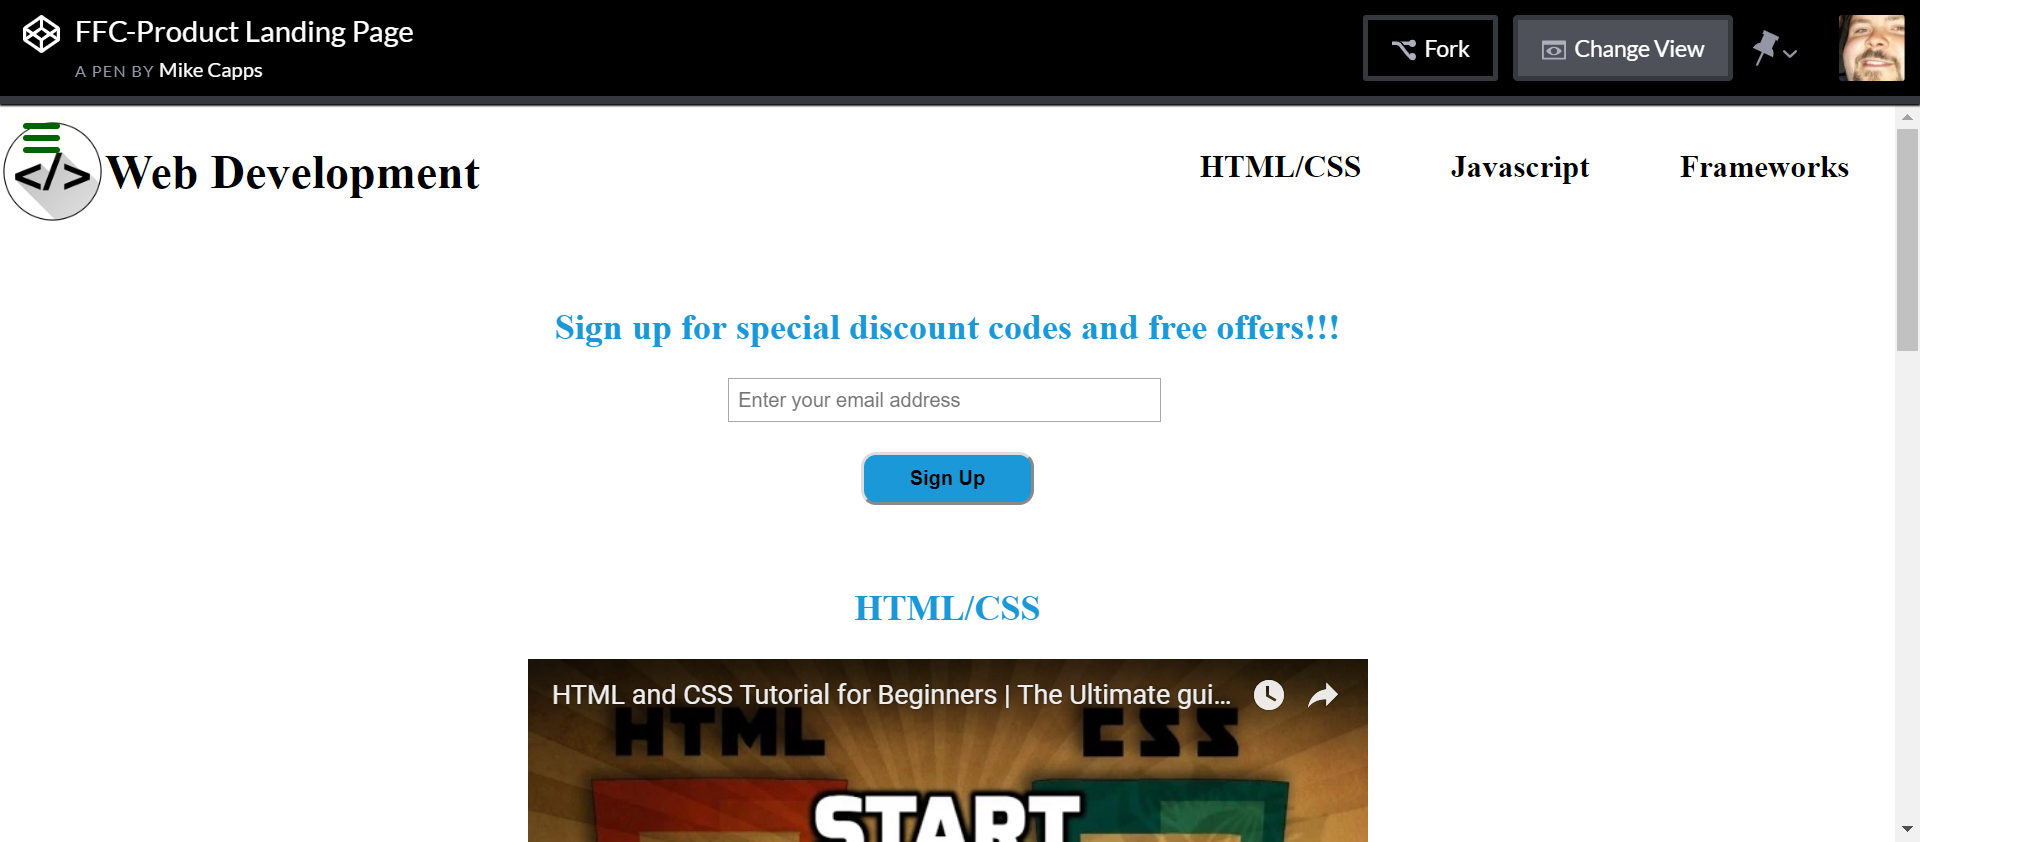 FFC-Product Landing Page
A PEN BY Mike Capps
Fork
Change View
</>
Web Development
HTML/CSS
Javascript
Frameworks
Sign up for special discount codes and free offers!!!
Enter your email address
Sign Up
HTML/CSS
HTML and CSS Tutorial for Beginners | The Ultimate gui...
HTML CSS
START